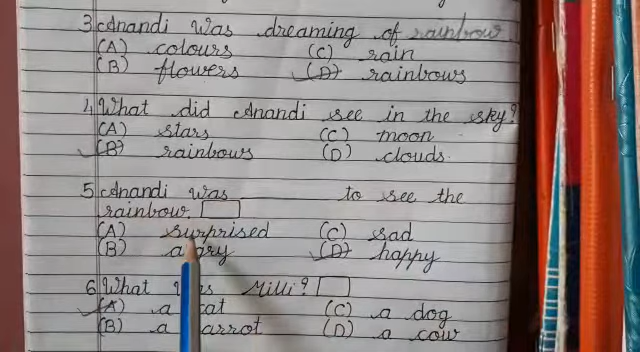 3 Anandi was dreaming of rainbow.
(A) colours (C) rain
(B) flowers (D) rainbows
4 What did Anandi see in the sky?
(A) stars (C) moon
(B) rainbows (D) clouds.
5 Anandi was to see the
rainbow.
(A) surprised (C) sad
(B) (D) happy
6 What Milli?
(A) a cat (C) a dog
(B) a (D) a cow